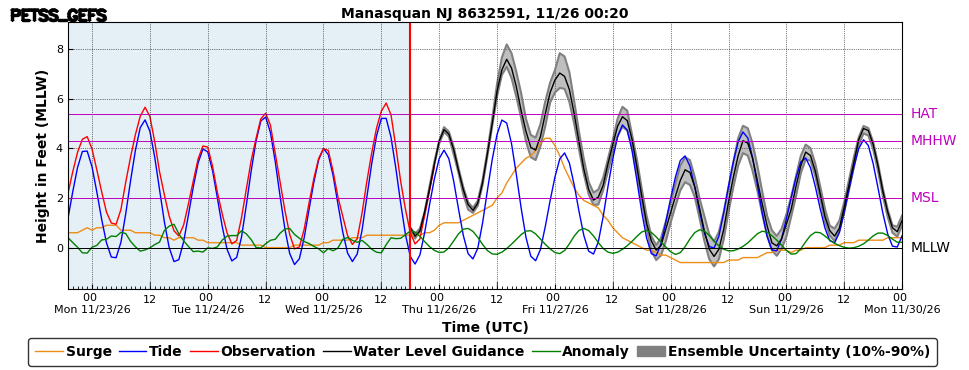 PETSS_GEFS
Manasquan NJ 8632591, 11/26 00:20
Height in Feet (MLLW)
8
6
4
2
0
HAT
MHHW
MSL
MLLW
00 12 00 12 00 12 00 12 00 12 00 12 00 12 00
Mon 11/23/26 Tue 11/24/26 Wed 11/25/26 Thu 11/26/26 Fri 11/27/26 Sat 11/28/26 Sun 11/29/26 Mon 11/30/26
Time (UTC)
Surge Tide Observation Water Level Guidance Anomaly Ensemble Uncertainty (10%-90%)